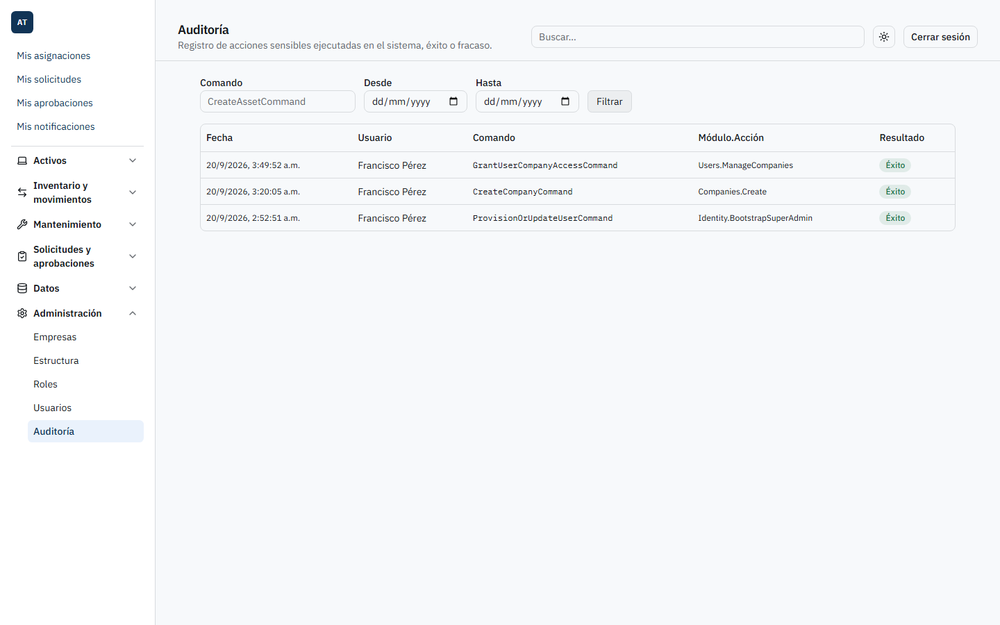 AT
Mis asignaciones
Mis solicitudes
Mis aprobaciones
Mis notificaciones
Activos
Inventario y
movimientos
Mantenimiento
Solicitudes y
aprobaciones
Datos
Administración
Empresas
Estructura
Roles
Usuarios
Auditoría
Auditoría
Registro de acciones sensibles ejecutadas en el sistema, éxito o fracaso.
Buscar...
Cerrar sesión
Comando Desde Hasta
CreateAssetCommand dd/mm/yyyy dd/mm/yyyy Filtrar
Fecha Usuario Comando Módulo.Acción Resultado
20/9/2026, 3:49:52 a.m. Francisco Pérez GrantUserCompanyAccessCommand Users.ManageCompanies Éxito
20/9/2026, 3:20:05 a.m. Francisco Pérez CreateCompanyCommand Companies.Create Éxito
20/9/2026, 2:52:51 a.m. Francisco Pérez ProvisionOrUpdateUserCommand Identity.BootstrapSuperAdmin Éxito